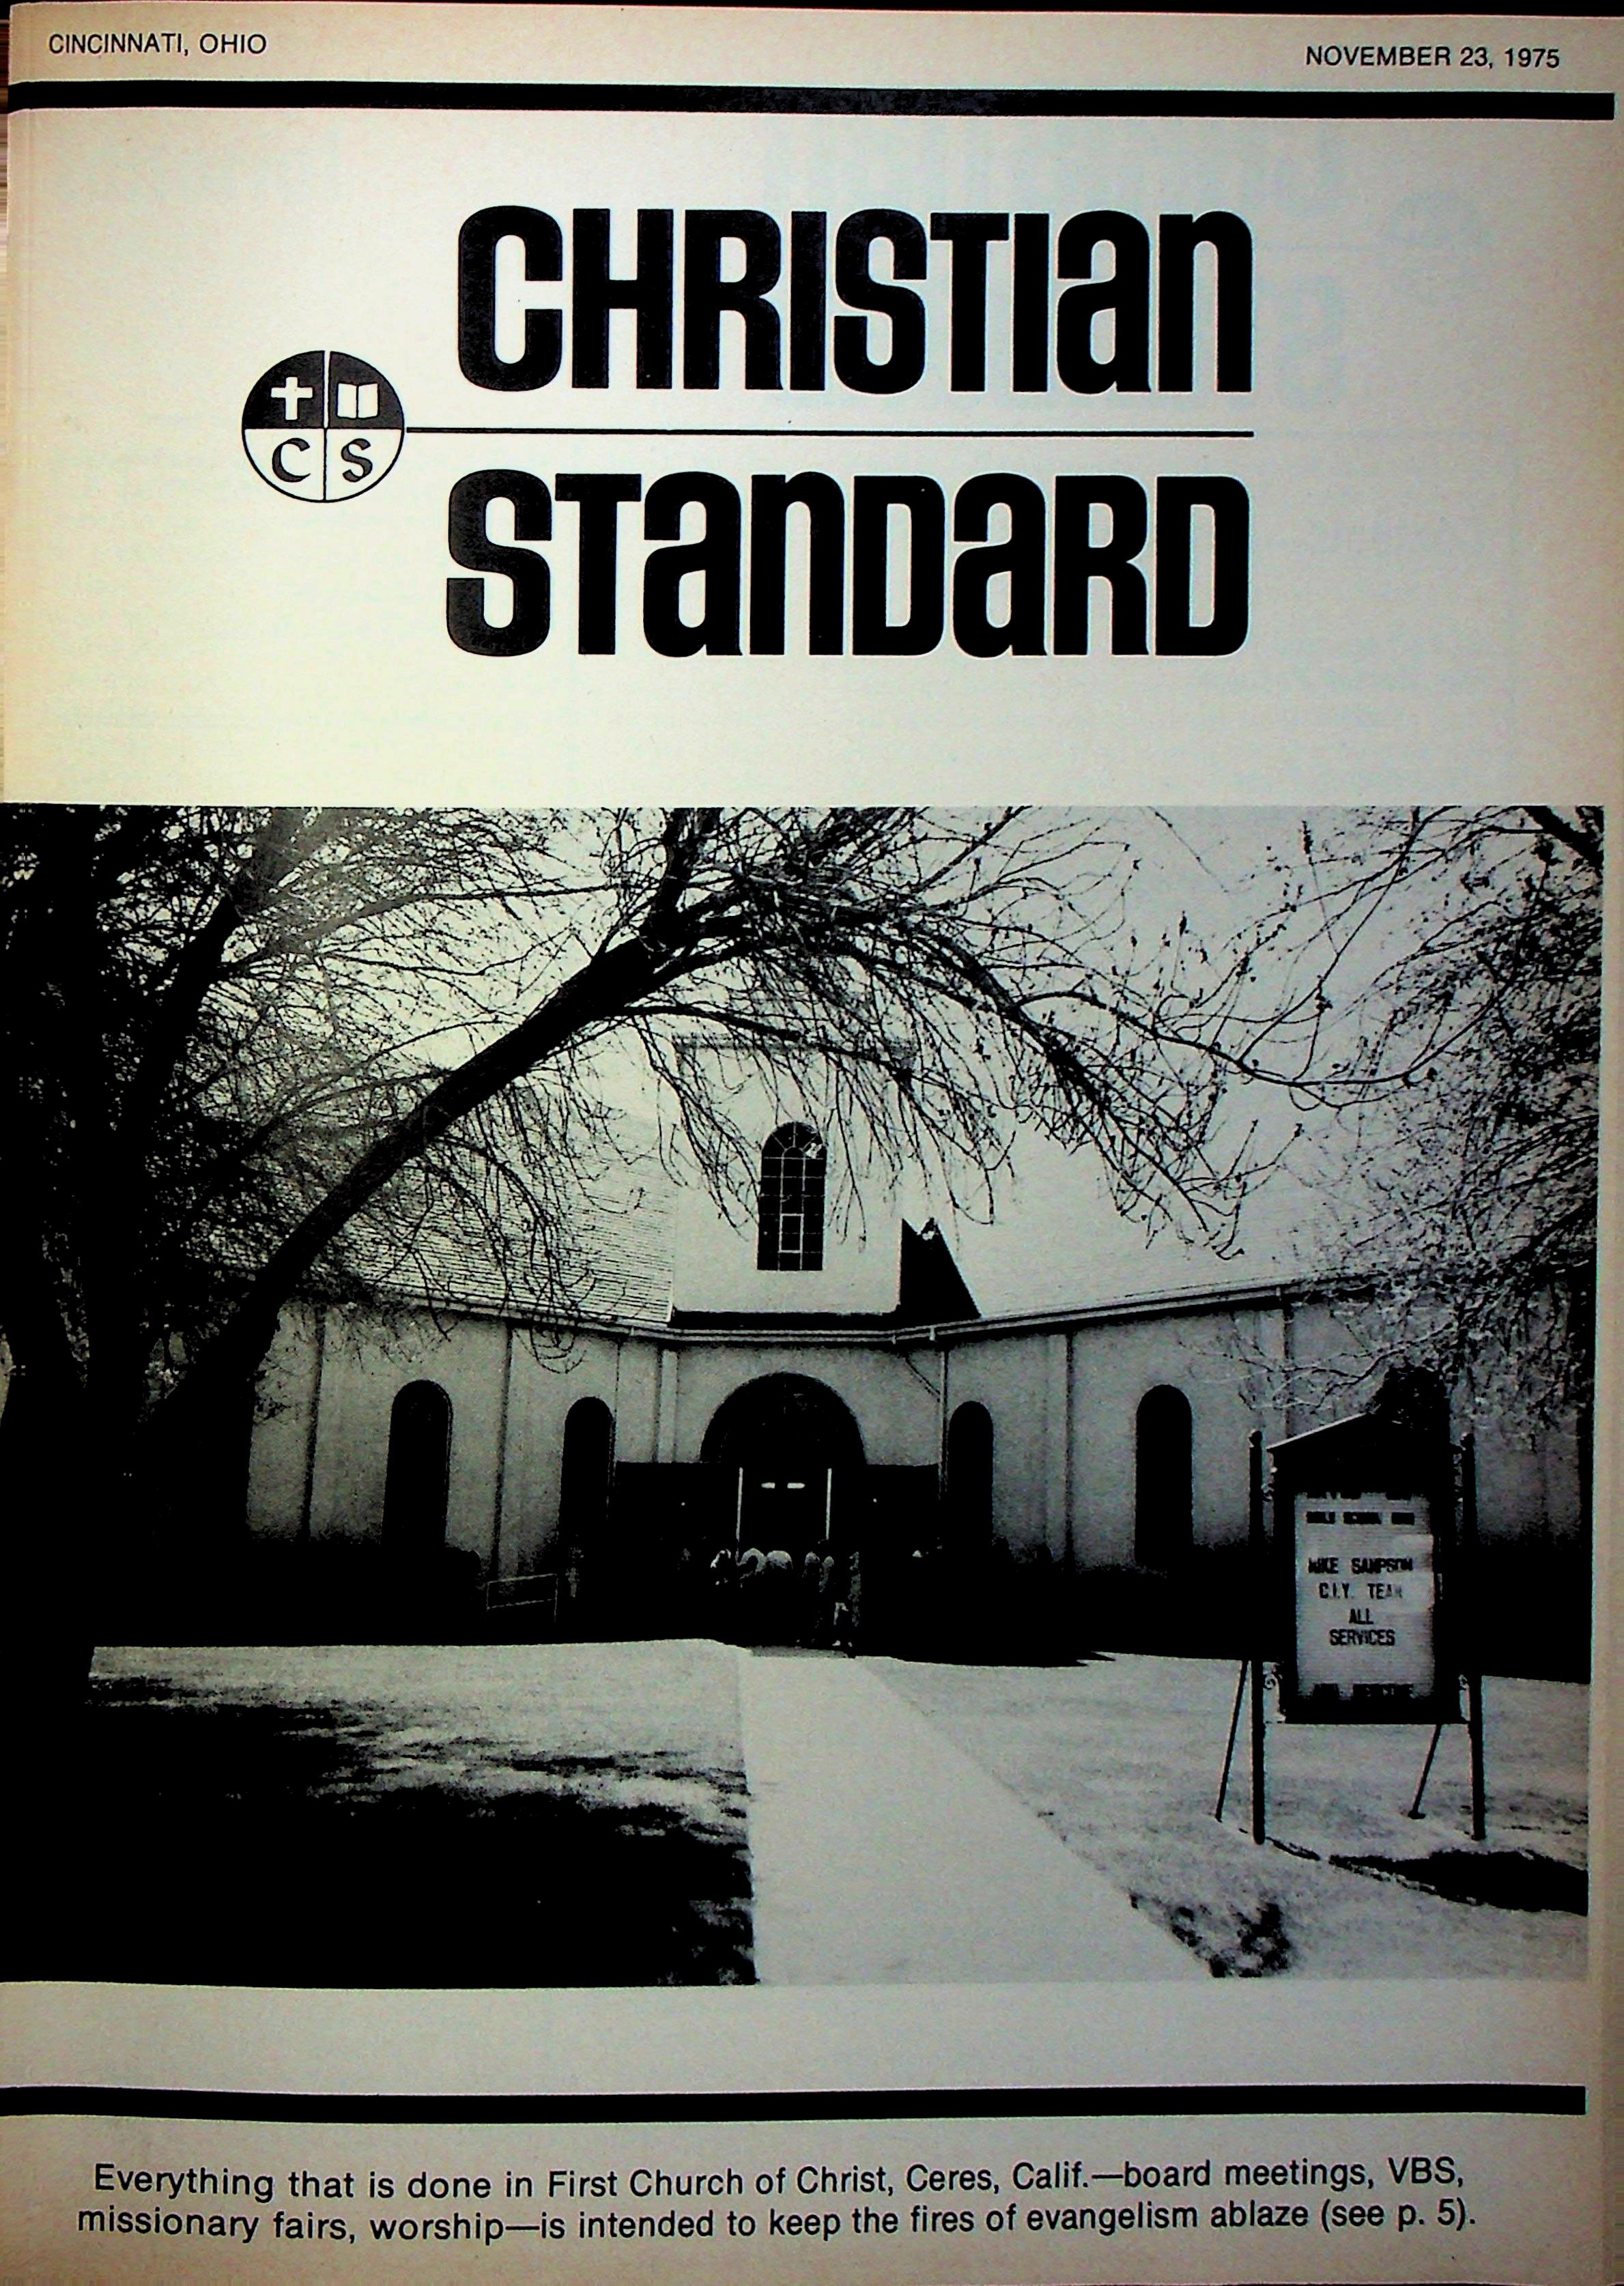 CINCINNATI, OHIO
NOVEMBER 23, 1975
CHRISTIAN
C S
STANDARD
MIKE SAMPSON
C.I.Y. TEAM
ALL
SERVICES
Everything that is done in First Church of Christ, Ceres, Calif.—board meetings, VBS,
missionary fairs, worship—is intended to keep the fires of evangelism ablaze (see p. 5).